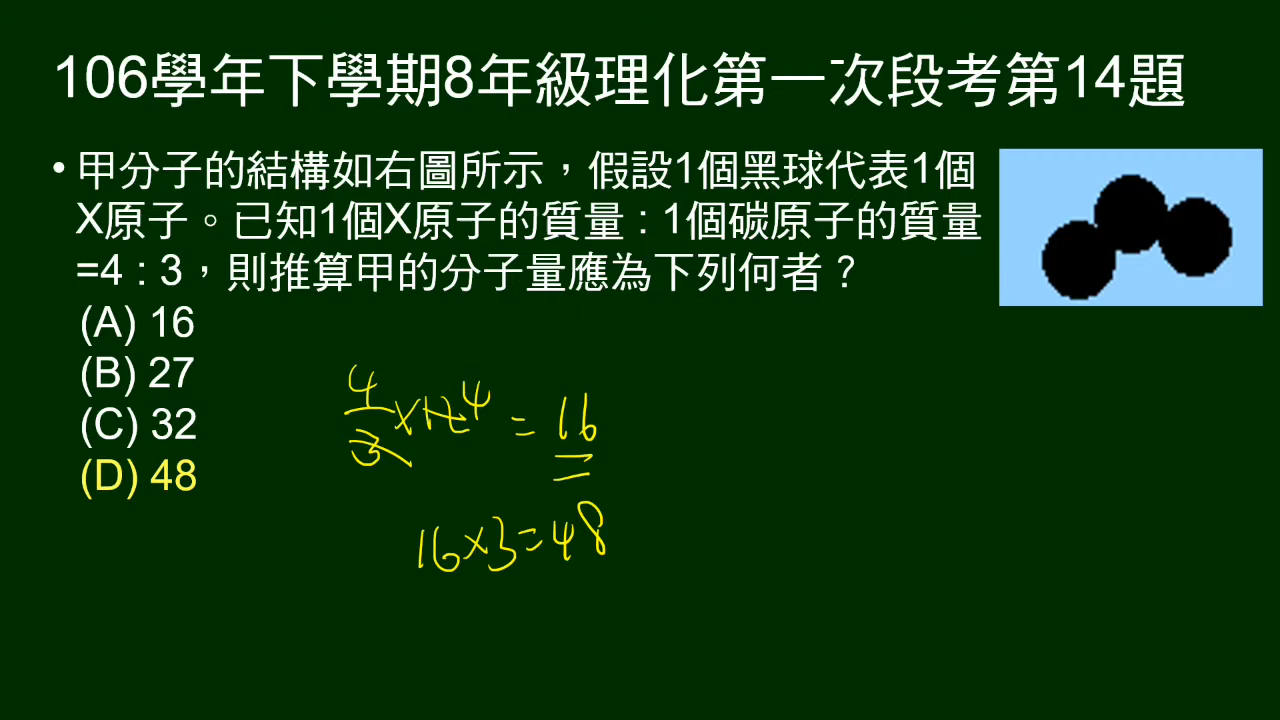 106學年下學期8年級理化第一次段考第14題
• 甲分子的結構如右圖所示，假設1個黑球代表1個
X原子。已知1個X原子的質量：1個碳原子的質量
=4：3，則推算甲的分子量應為下列何者？
(A) 16
(B) 27
(C) 32
(D) 48
4/3 × 12 4 = 16
16×3=48